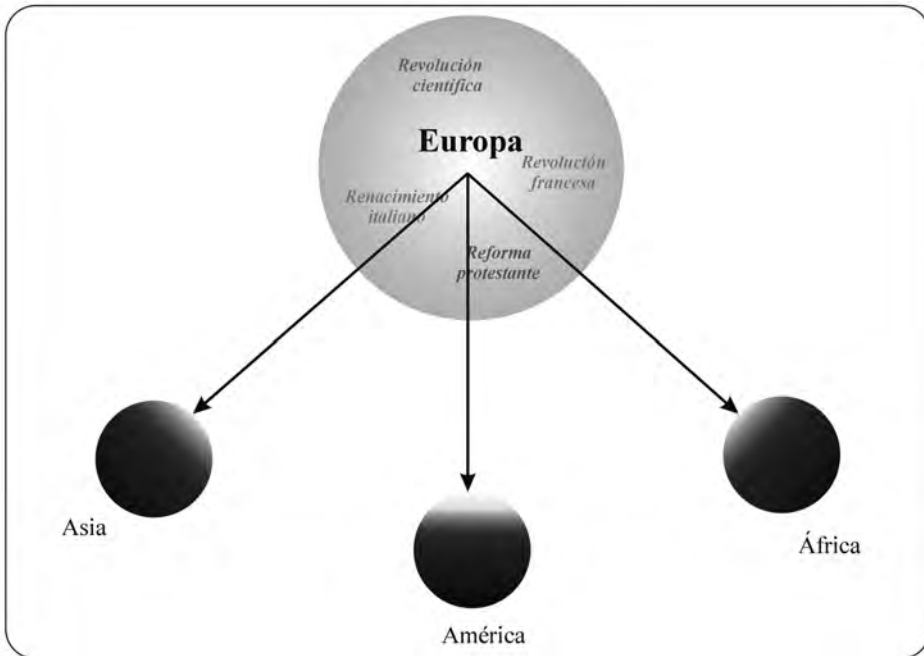 Revolución
científica
Europa
Revolución
francesa
Renacimiento
italiano
Reforma
protestante
Asia
África
América